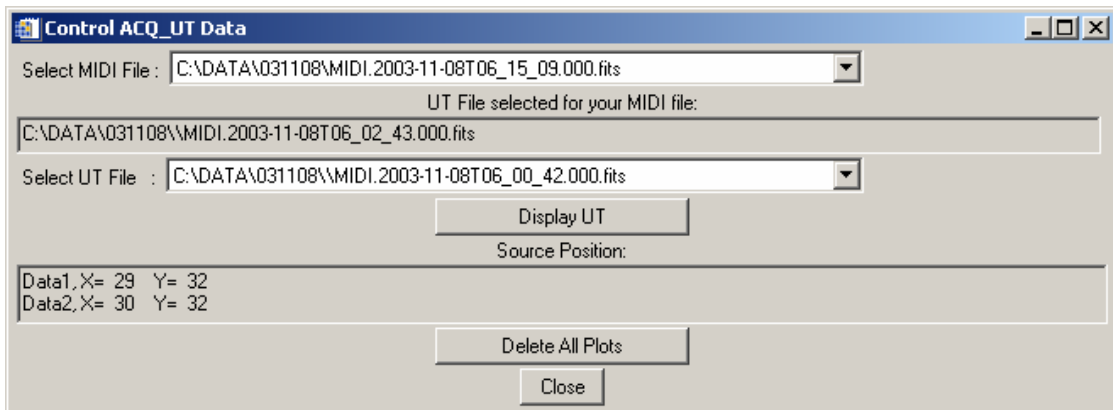 Control ACQ_UT Data
Select MIDI File : C:\DATA\031108\MIDI.2003-11-08T06_15_09.000.fits
UT File selected for your MIDI file:
C:\DATA\031108\\MIDI.2003-11-08T06_02_43.000.fits
Select UT File : C:\DATA\031108\\MIDI.2003-11-08T06_00_42.000.fits
Display UT
Source Position:
Data1, X= 29 Y= 32
Data2, X= 30 Y= 32
Delete All Plots
Close